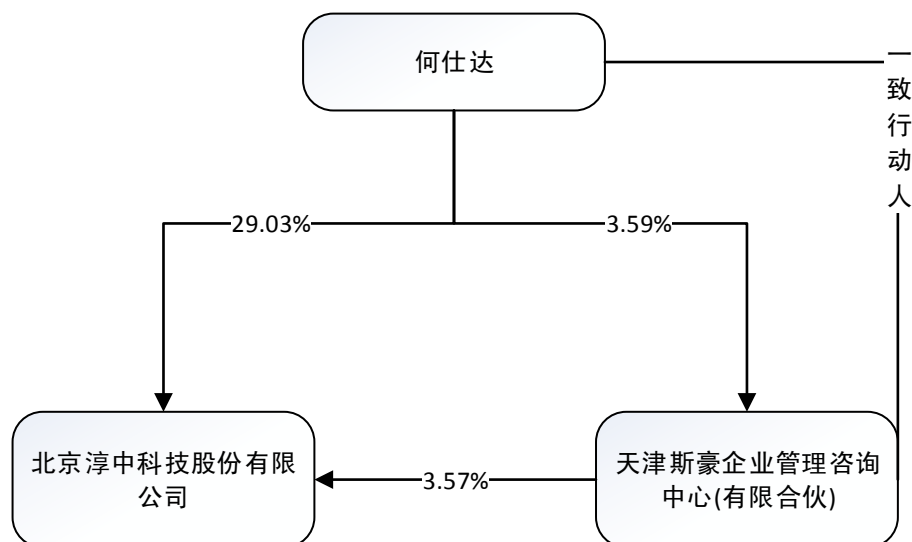 何仕达
一致行动人
29.03%
3.59%
北京淳中科技股份有限
公司
3.57%
天津斯豪企业管理咨询
中心(有限合伙)